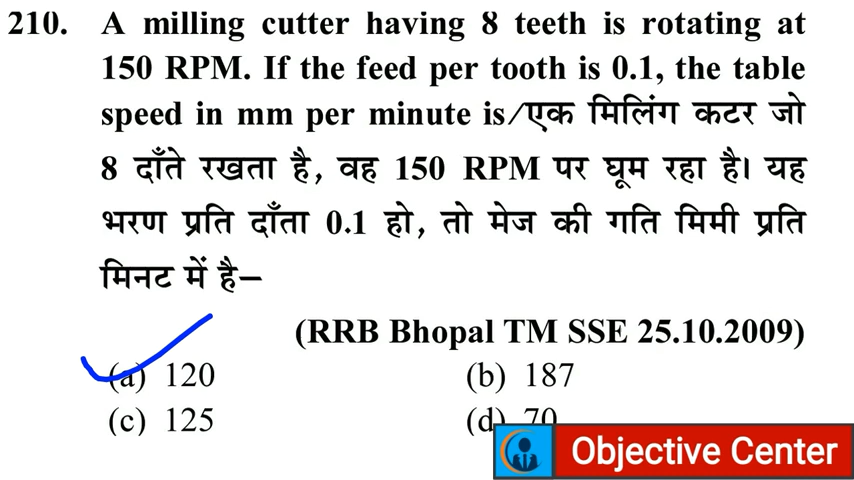 210. A milling cutter having 8 teeth is rotating at
150 RPM. If the feed per tooth is 0.1, the table
speed in mm per minute is/एक मिलिंग कटर जो
8 दाँते रखता है, वह 150 RPM पर घूम रहा है। यह
भरण प्रति दाँता 0.1 हो, तो मेज की गति मिमी प्रति
मिनट में है–
(RRB Bhopal TM SSE 25.10.2009)
(a) 120 (b) 187
(c) 125 (d) 70
Objective Center